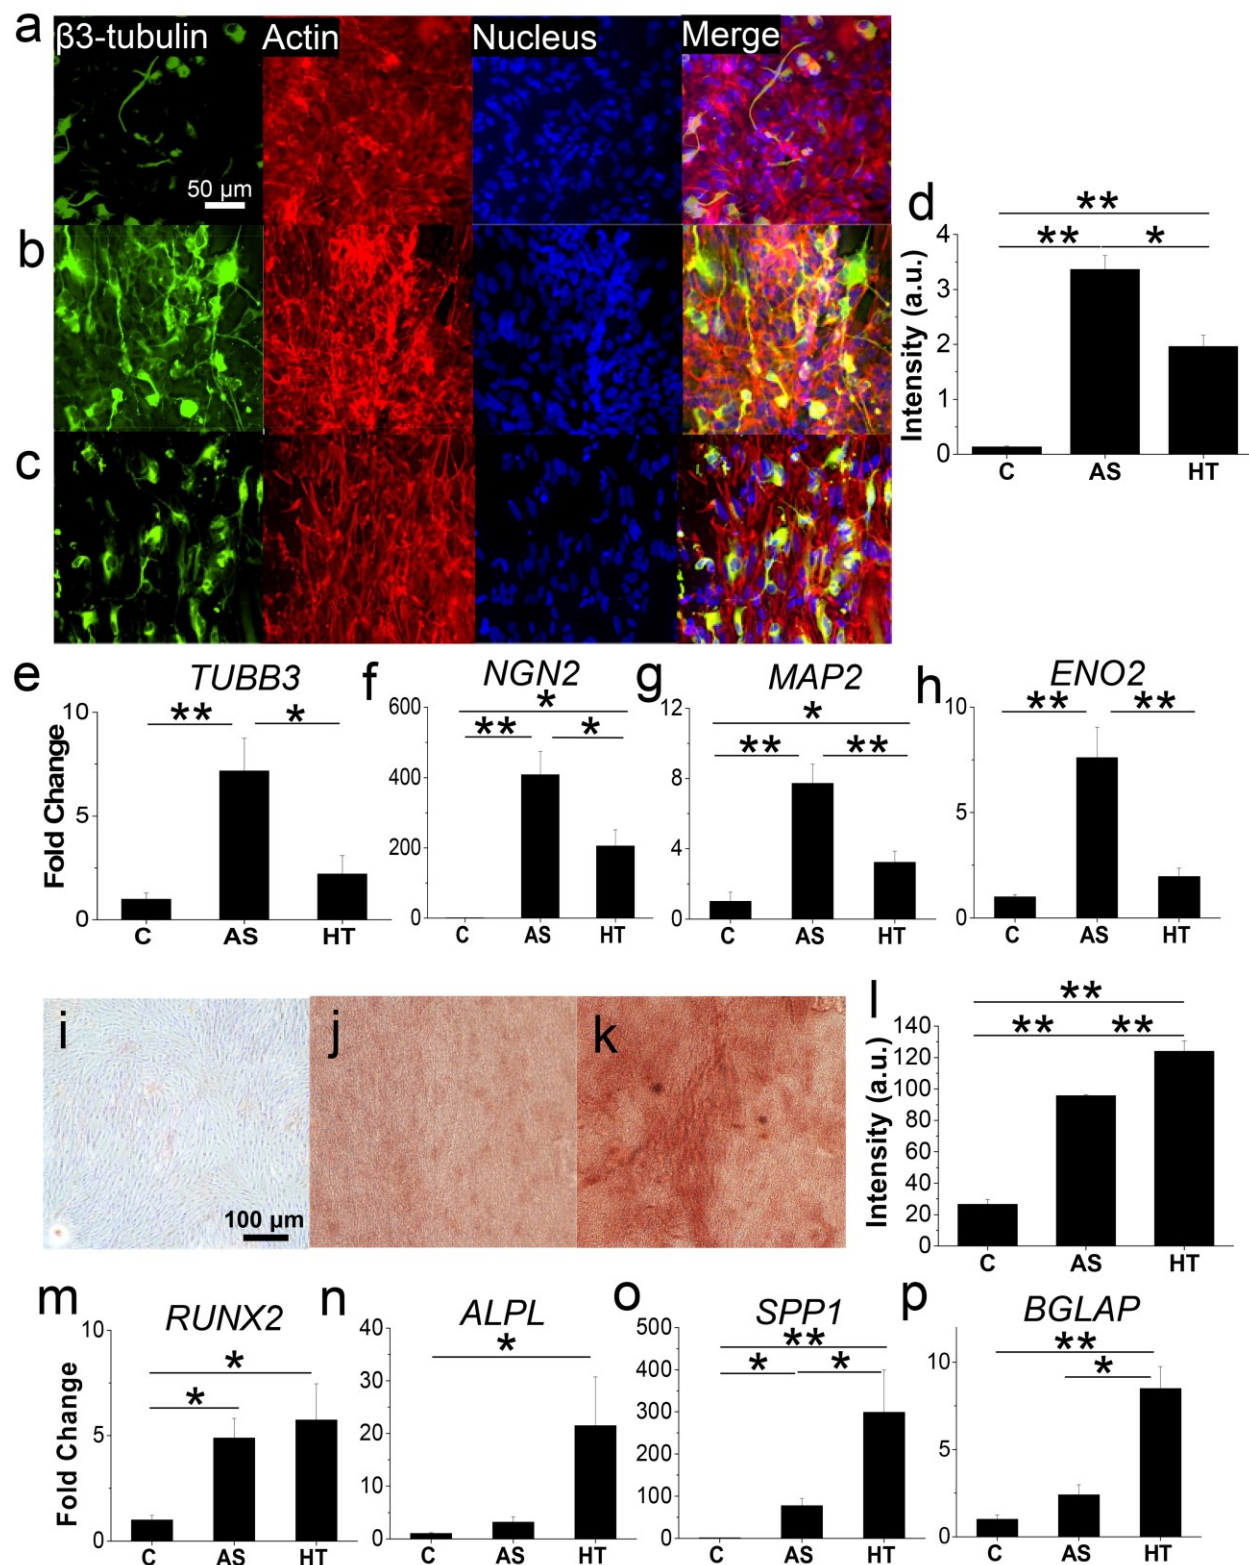 a
β3-tubulin Actin Nucleus Merge
50 μm
b
c
d
** 
** *
Intensity (a.u.)
4
3
2
1
0
C AS HT
e TUBB3
** *
Fold Change
10
5
0
C AS HT
f NGN2
*
** *
600
400
200
0
C AS HT
g MAP2
*
** **
12
8
4
0
C AS HT
h ENO2
** **
10
5
0
C AS HT
i
100 μm
j
k
l
**
** **
Intensity (a.u.)
140
120
100
80
60
40
20
0
C AS HT
m RUNX2
*
*
Fold Change
10
5
0
C AS HT
n ALPL
*
40
30
20
10
0
C AS HT
o SPP1
**
* *
500
400
300
200
100
0
C AS HT
p BGLAP
**
*
10
5
0
C AS HT